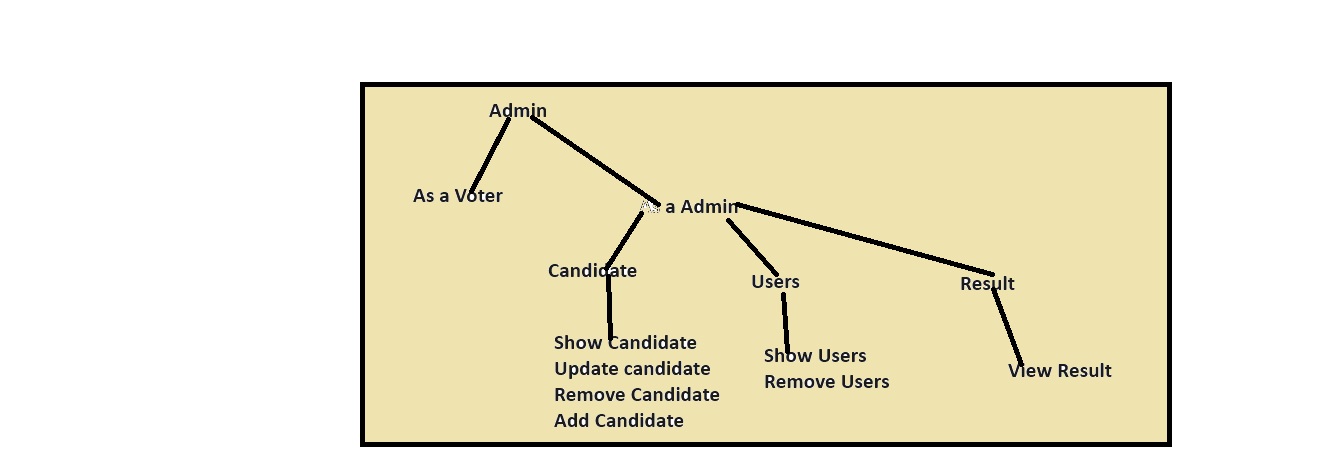 Admin
As a Voter
As a Admin
Candidate
Users
Result
Show Candidate
Update candidate
Remove Candidate
Add Candidate
Show Users
Remove Users
View Result